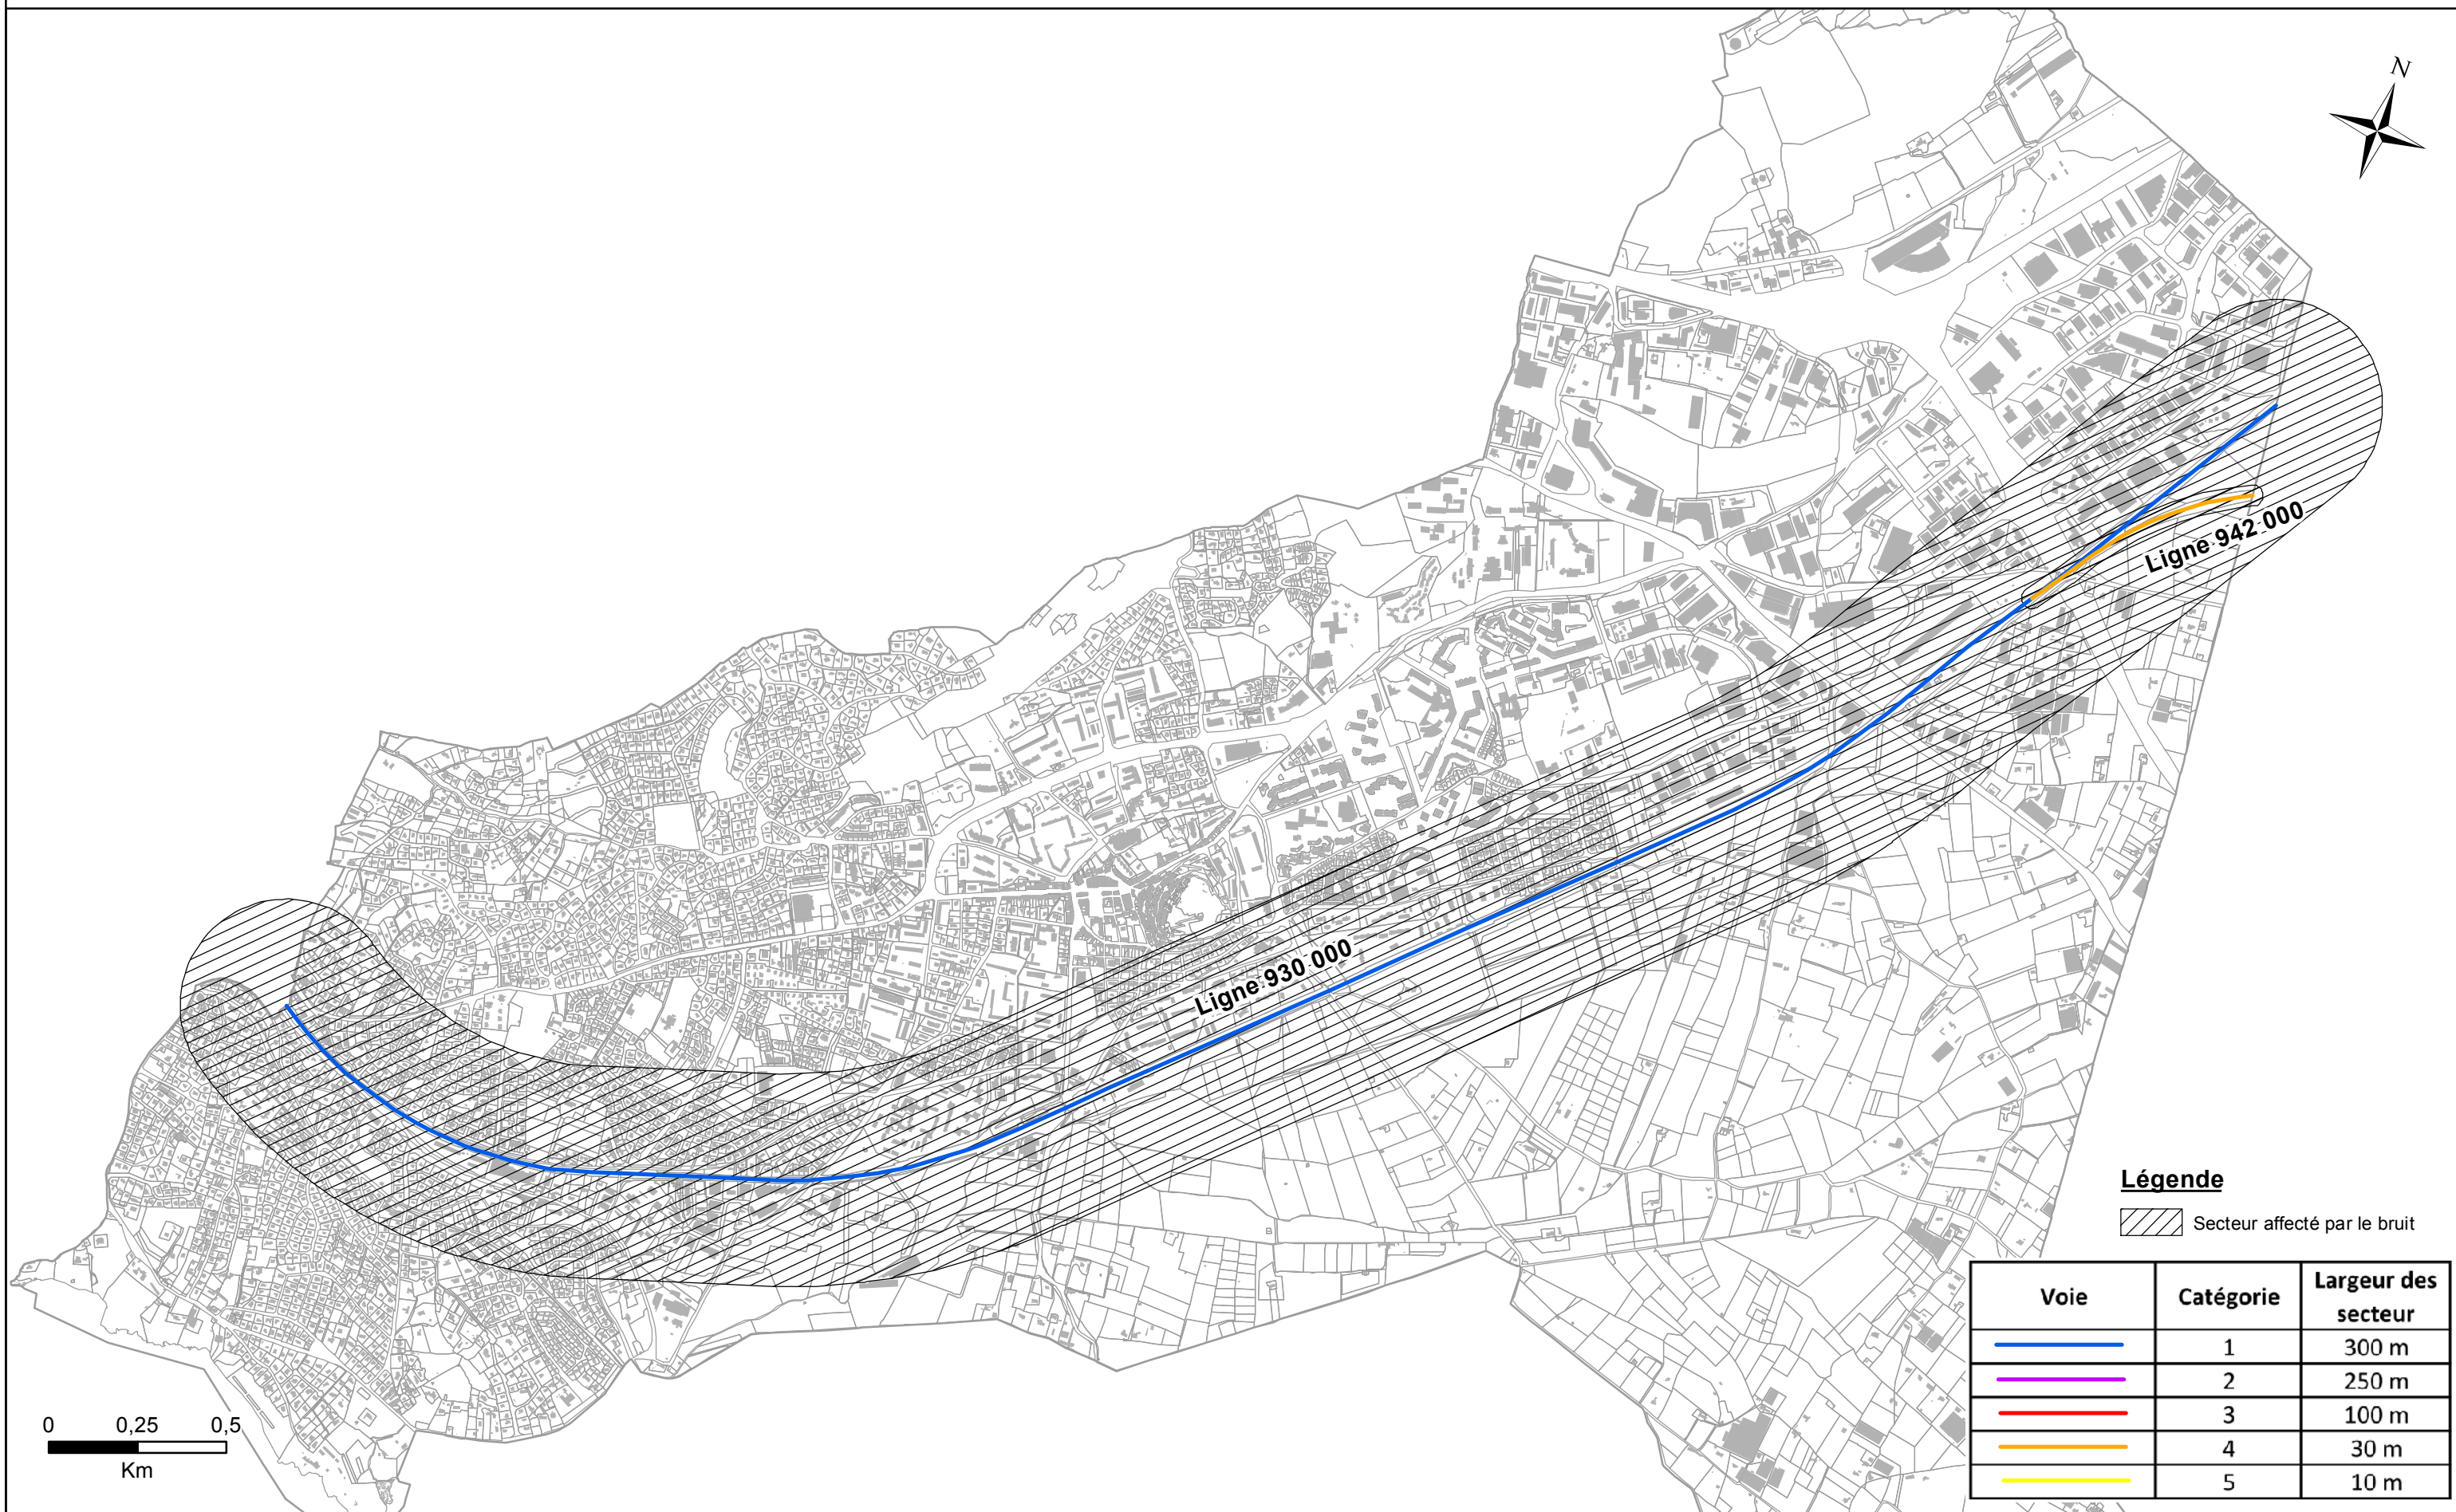 N
Ligne 942 000
Ligne 930 000
Légende
Secteur affecté par le bruit
Voie Catégorie Largeur des secteur
1 300 m
2 250 m
3 100 m
4 30 m
5 10 m
0 0,25 0,5
Km